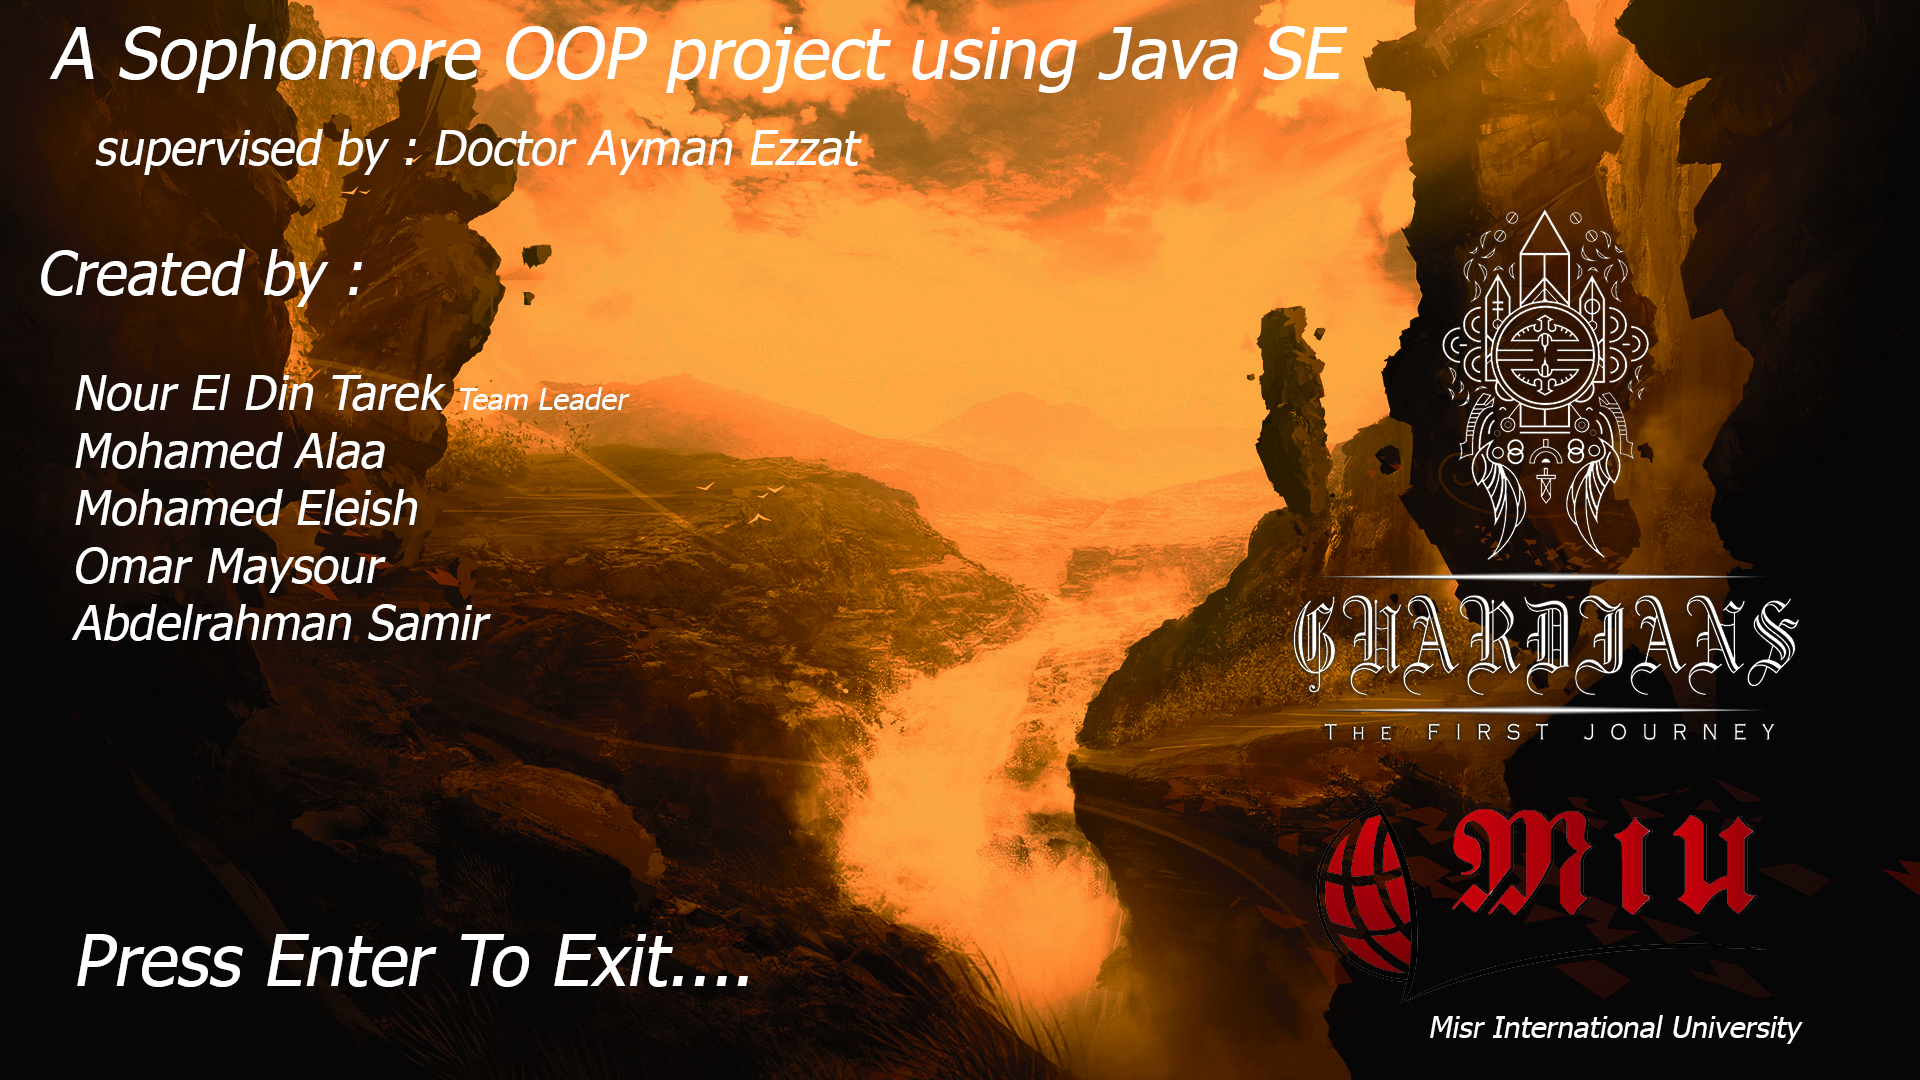 A Sophomore OOP project using Java SE
supervised by : Doctor Ayman Ezzat
Created by :
Nour El Din Tarek Team Leader
Mohamed Alaa
Mohamed Eleish
Omar Maysour
Abdelrahman Samir
GUARDIANS
THE FIRST JOURNEY
MIU
Misr International University
Press Enter To Exit....